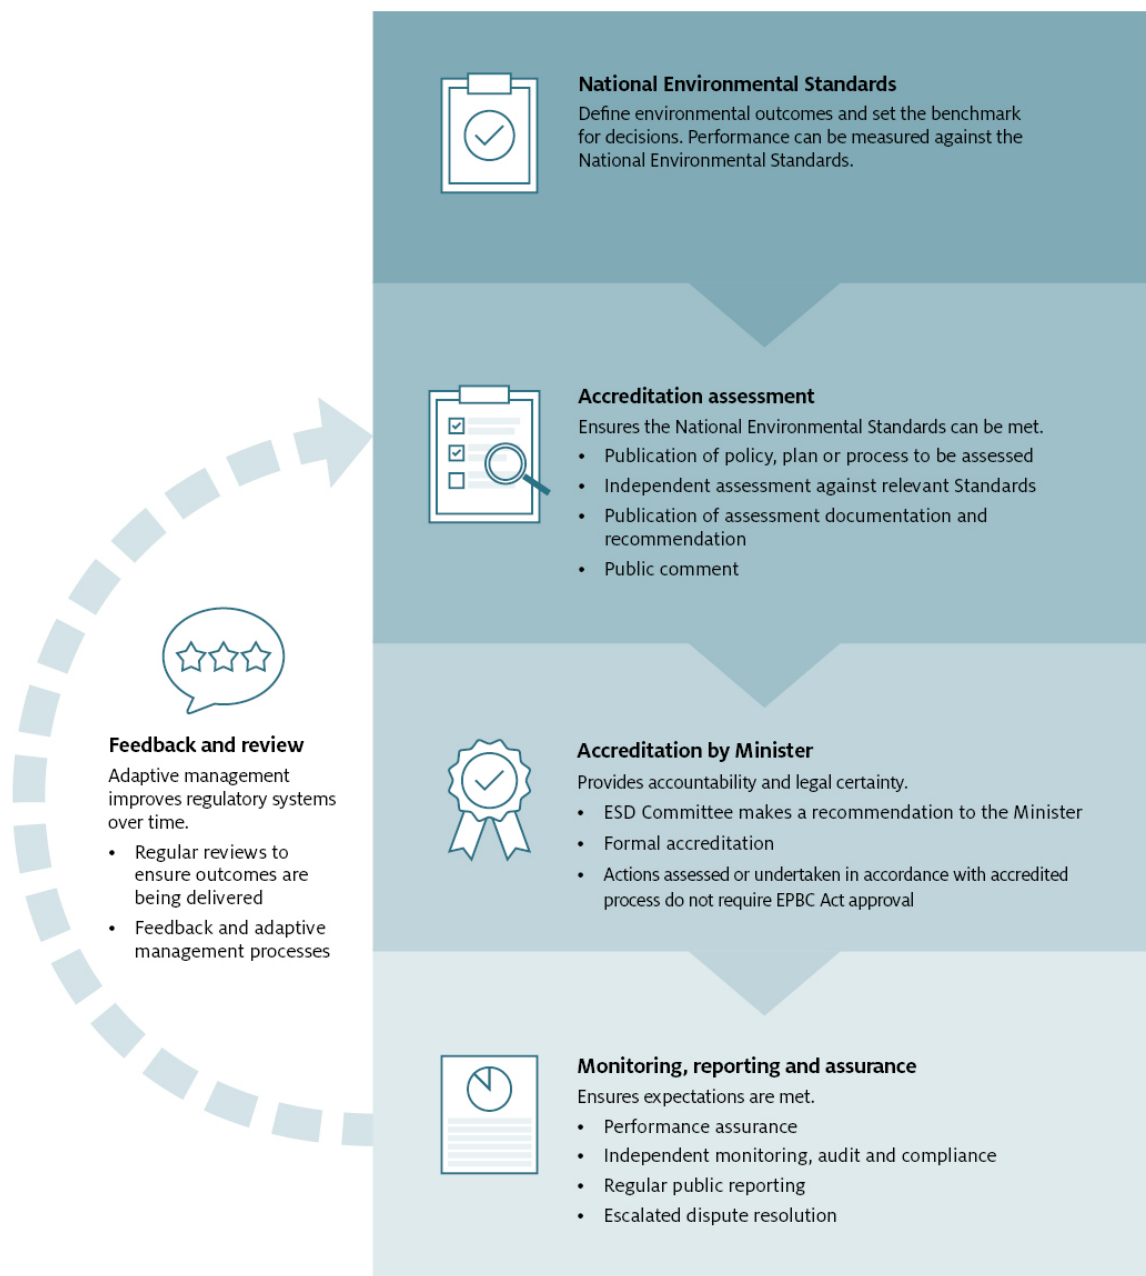 National Environmental Standards
Define environmental outcomes and set the benchmark
for decisions. Performance can be measured against the
National Environmental Standards.
Accreditation assessment
Ensures the National Environmental Standards can be met.
• Publication of policy, plan or process to be assessed
• Independent assessment against relevant Standards
• Publication of assessment documentation and
recommendation
• Public comment
Feedback and review
Adaptive management
improves regulatory systems
over time.
• Regular reviews to
ensure outcomes are
being delivered
• Feedback and adaptive
management processes
Accreditation by Minister
Provides accountability and legal certainty.
• ESD Committee makes a recommendation to the Minister
• Formal accreditation
• Actions assessed or undertaken in accordance with accredited
process do not require EPBC Act approval
Monitoring, reporting and assurance
Ensures expectations are met.
• Performance assurance
• Independent monitoring, audit and compliance
• Regular public reporting
• Escalated dispute resolution